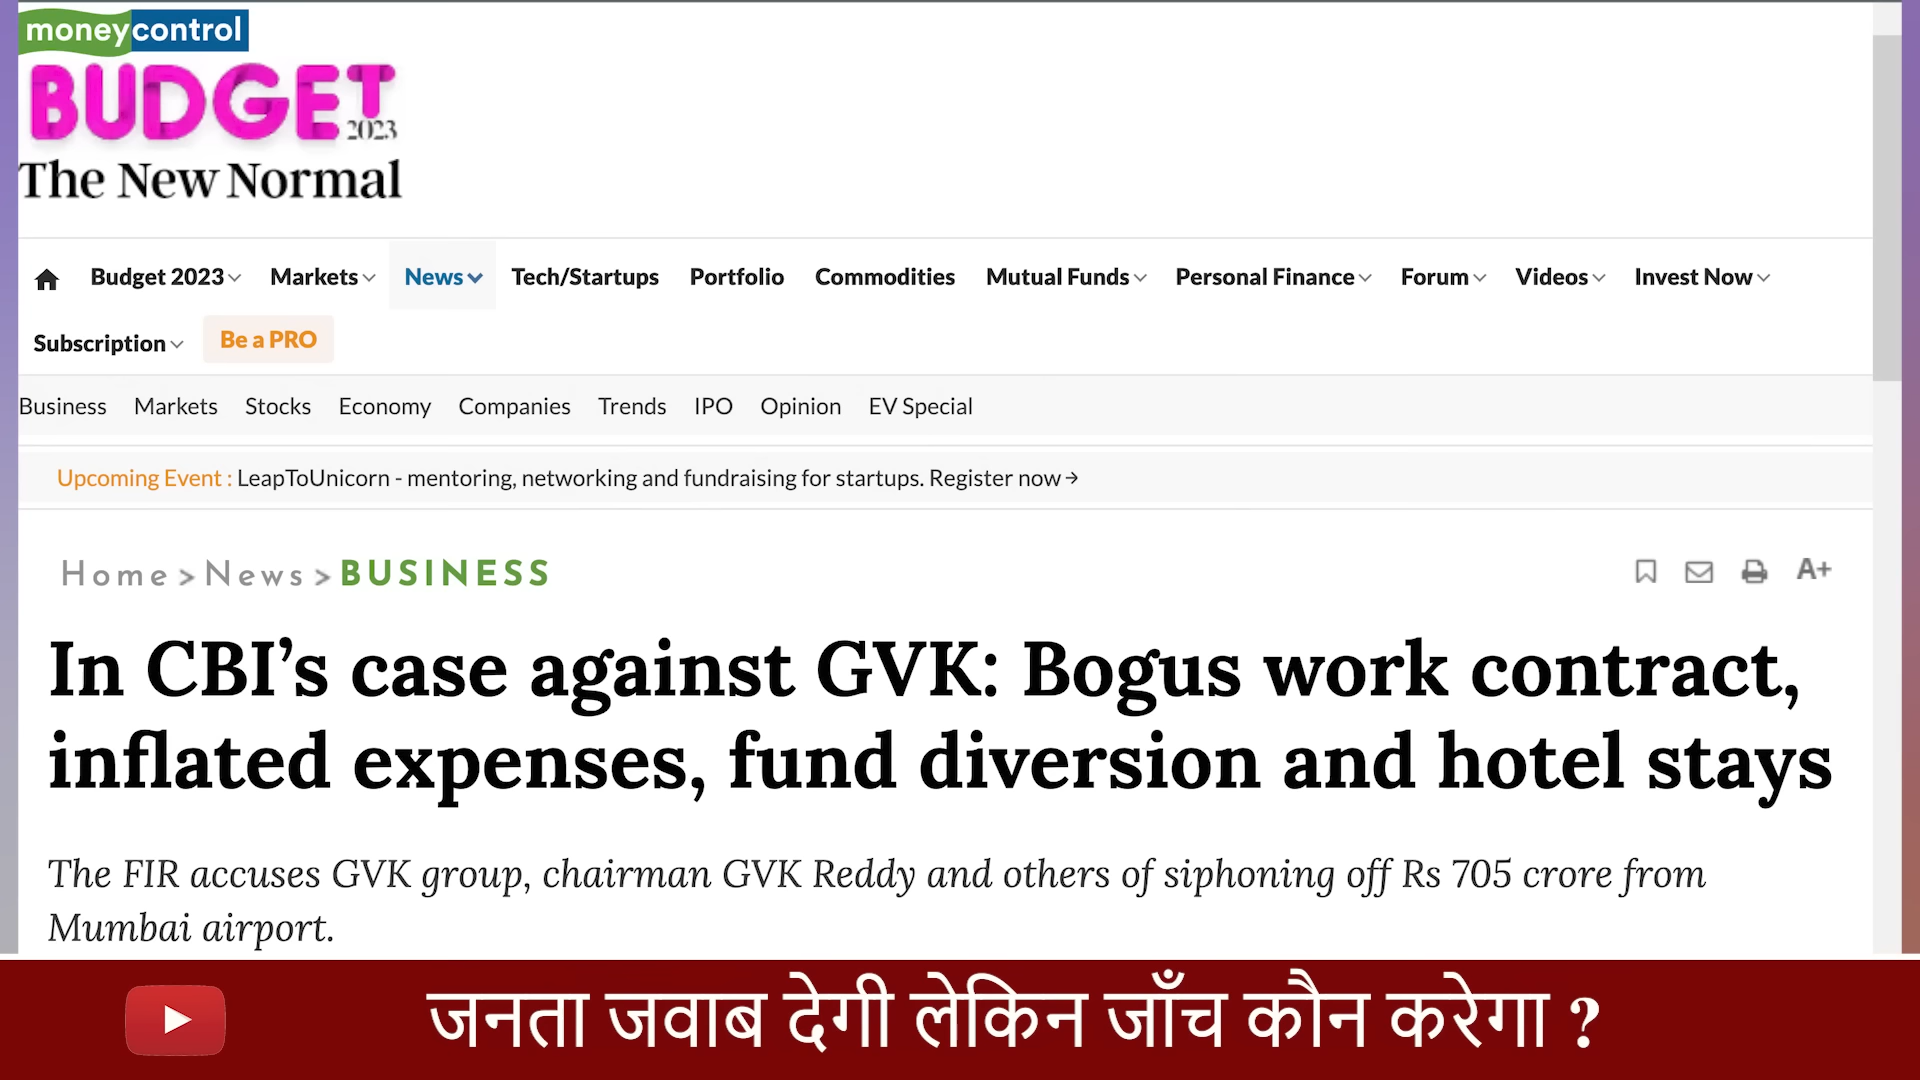 moneycontrol
BUDGET
2023
The New Normal
Budget 2023 Markets News Tech/Startups Portfolio Commodities Mutual Funds Personal Finance Forum Videos Invest Now
Subscription Be a PRO
Business Markets Stocks Economy Companies Trends IPO Opinion EV Special
Upcoming Event : LeapToUnicorn - mentoring, networking and fundraising for startups. Register now →
Home > News > BUSINESS
A+
In CBI’s case against GVK: Bogus work contract,
inflated expenses, fund diversion and hotel stays
The FIR accuses GVK group, chairman GVK Reddy and others of siphoning off Rs 705 crore from
Mumbai airport.
जनता जवाब देगी लेकिन जाँच कौन करेगा ?